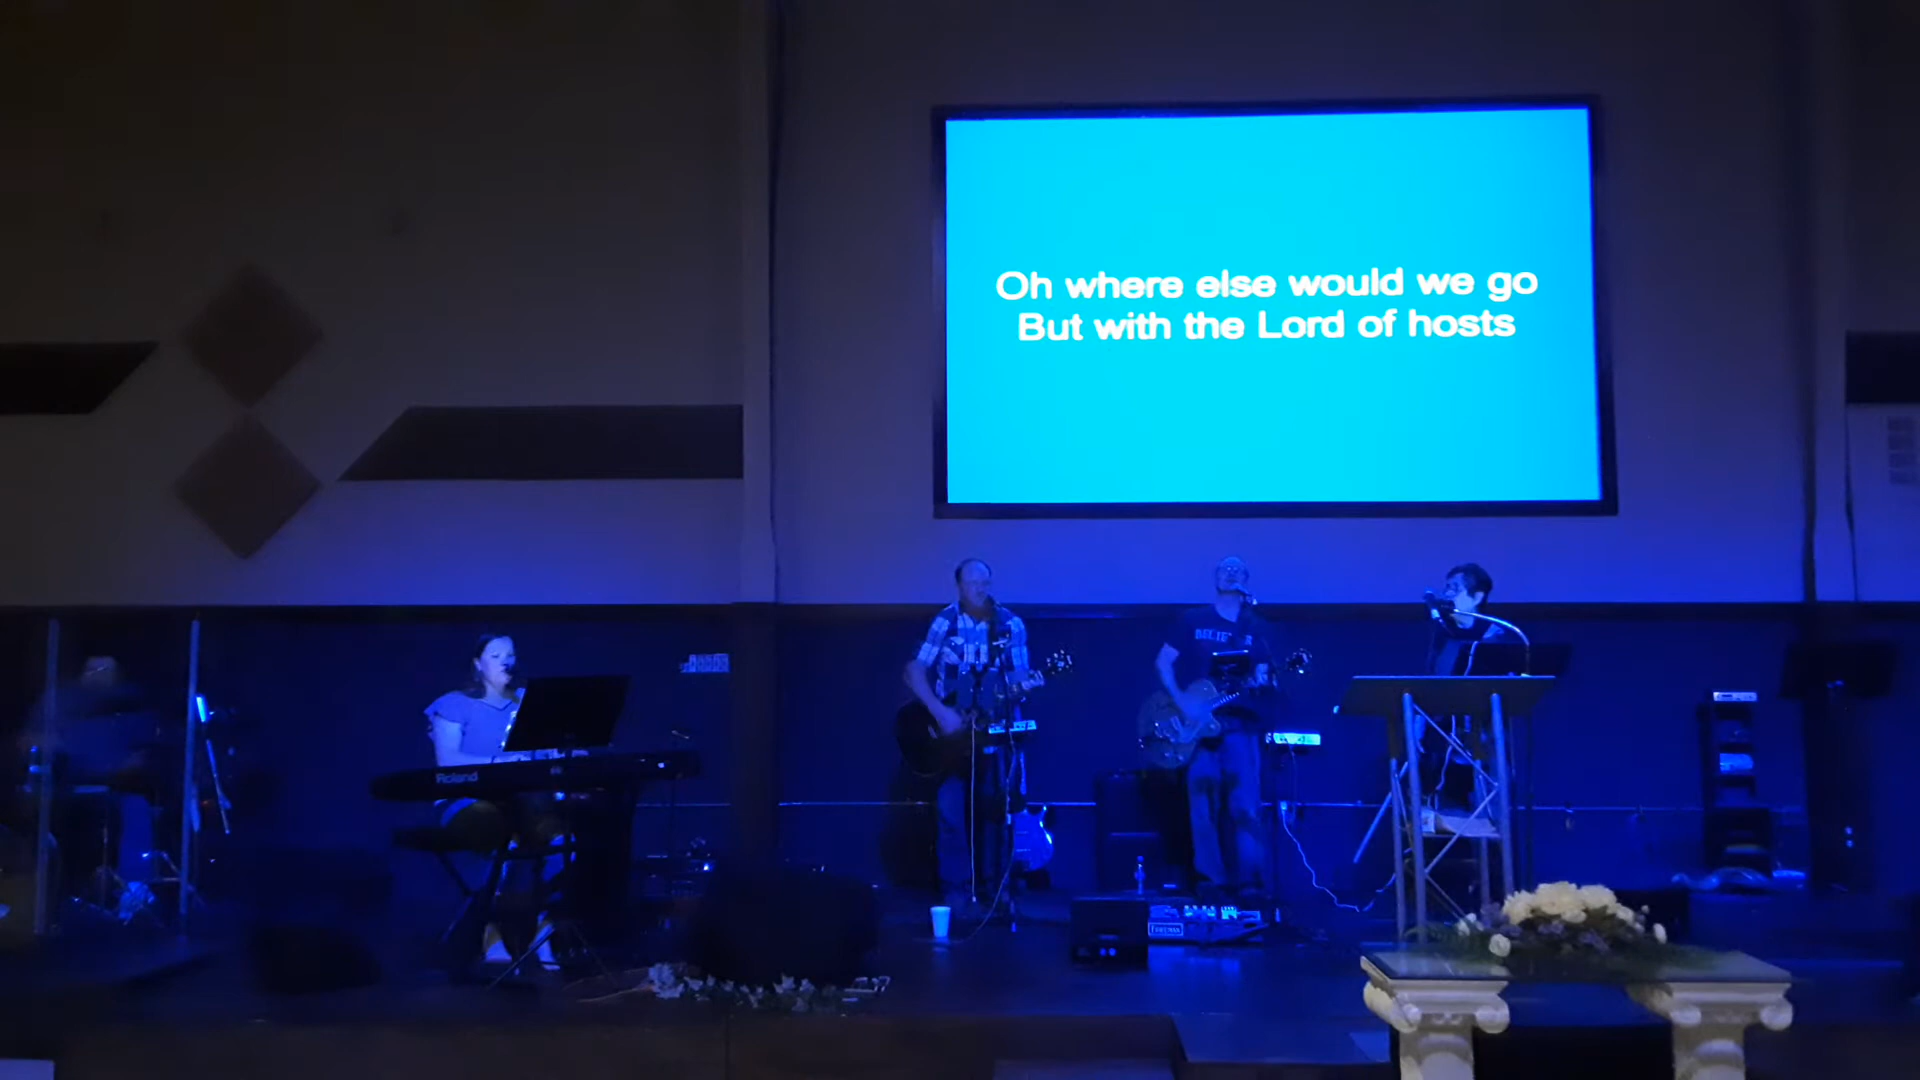 Oh where else would we go
But with the Lord of hosts
Roland